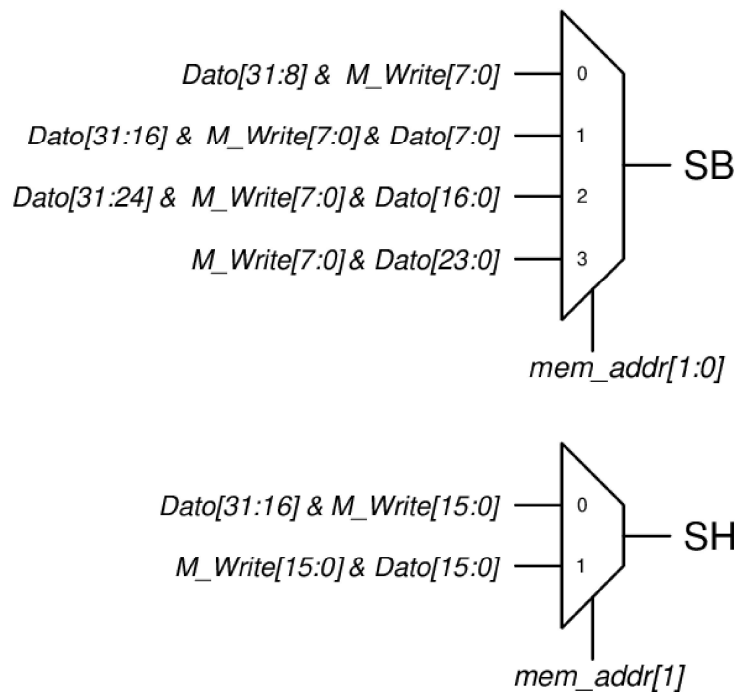 Dato[31:8] & M_Write[7:0]
0
Dato[31:16] & M_Write[7:0] & Dato[7:0]
1
SB
Dato[31:24] & M_Write[7:0] & Dato[16:0]
2
M_Write[7:0] & Dato[23:0]
3
mem_addr[1:0]
Dato[31:16] & M_Write[15:0]
0
SH
M_Write[15:0] & Dato[15:0]
1
mem_addr[1]